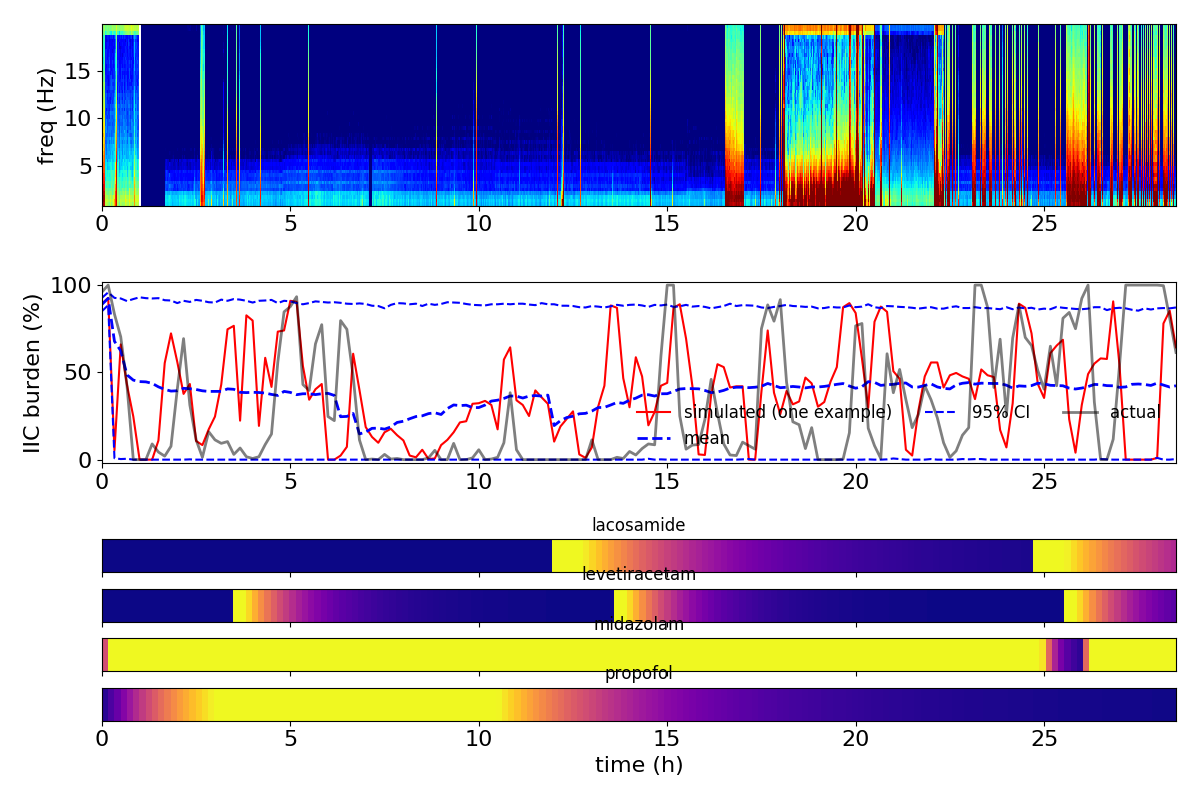 freq (Hz)
15
10
5
0 5 10 15 20 25
IIC burden (%)
100
50
0
simulated (one example) 95% CI actual
mean
0 5 10 15 20 25
lacosamide
levetiracetam
midazolam
propofol
0 5 10 15 20 25
time (h)